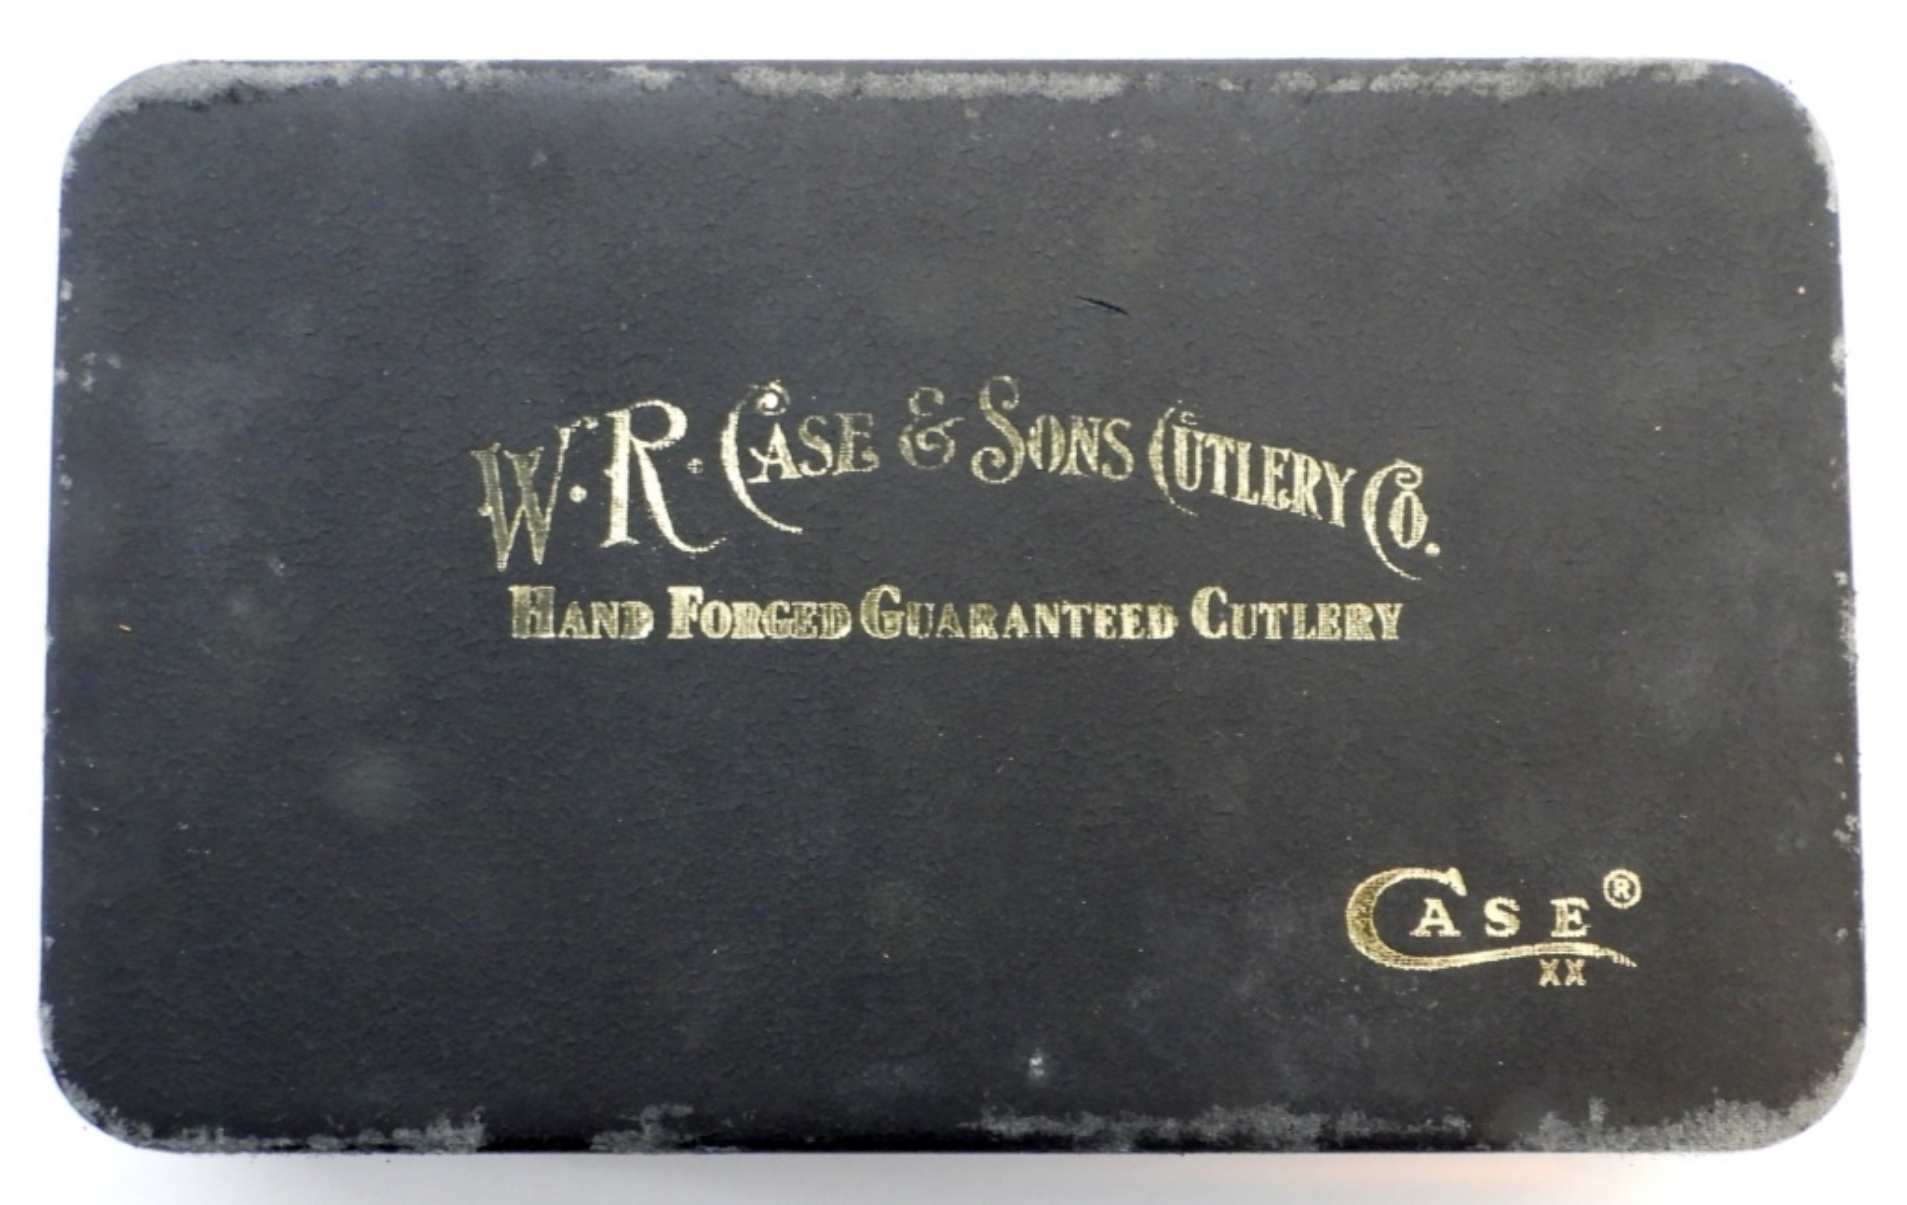 W. R. CASE & SONS CUTLERY CO.
HAND FORGED GUARANTEED CUTLERY
CASE®
XX